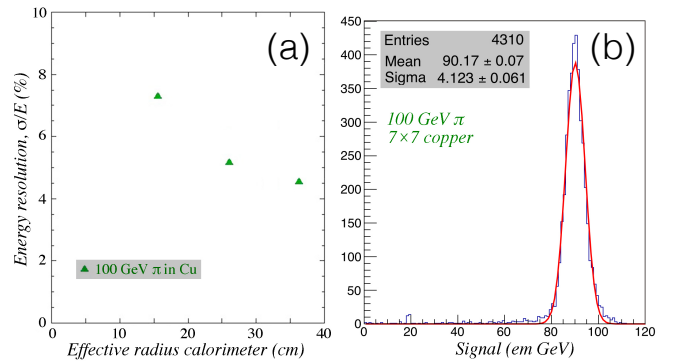 (a)
Energy resolution, σ/E (%)
10
8
6
4
2
0
100 GeV π in Cu
0 10 20 30 40
Effective radius calorimeter (cm)
(b)
Entries 4310
Mean 90.17 ± 0.07
Sigma 4.123 ± 0.061
100 GeV π
7×7 copper
450
400
350
300
250
200
150
100
50
0
0 20 40 60 80 100 120
Signal (em GeV)